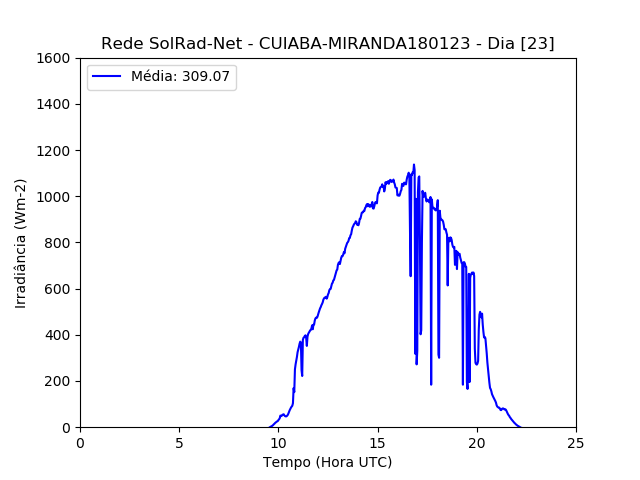 Rede SolRad-Net - CUIABA-MIRANDA180123 - Dia [23]
Média: 309.07
1600
1400
1200
1000
800
600
400
200
0
Irradiância (Wm-2)
0 5 10 15 20 25
Tempo (Hora UTC)